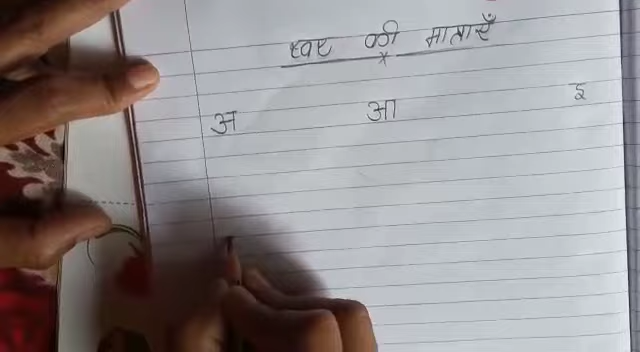 स्वर की मात्राएँ
अ आ इ